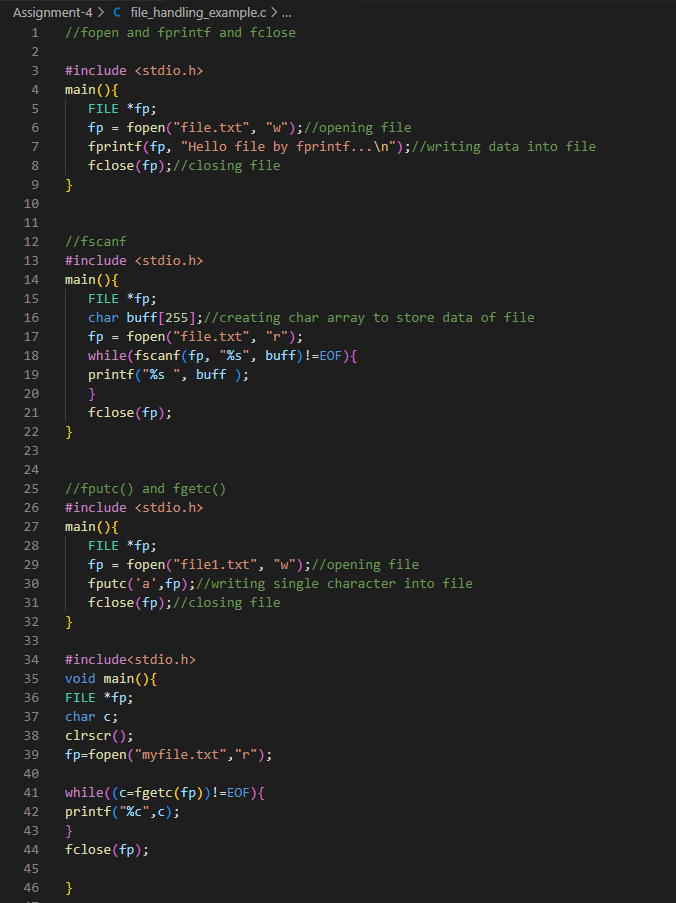 Assignment-4 > C file_handling_example.c > ...
1 //fopen and fprintf and fclose
2
3 #include <stdio.h>
4 main(){
5    FILE *fp;
6    fp = fopen("file.txt", "w");//opening file
7    fprintf(fp, "Hello file by fprintf...\n");//writing data into file
8    fclose(fp);//closing file
9 }
10
11
12 //fscanf
13 #include <stdio.h>
14 main(){
15    FILE *fp;
16    char buff[255];//creating char array to store data of file
17    fp = fopen("file.txt", "r");
18    while(fscanf(fp, "%s", buff)!=EOF){
19    printf("%s ", buff );
20    }
21    fclose(fp);
22 }
23
24
25 //fputc() and fgetc()
26 #include <stdio.h>
27 main(){
28    FILE *fp;
29    fp = fopen("file1.txt", "w");//opening file
30    fputc('a',fp);//writing single character into file
31    fclose(fp);//closing file
32 }
33
34 #include<stdio.h>
35 void main(){
36 FILE *fp;
37 char c;
38 clrscr();
39 fp=fopen("myfile.txt","r");
40
41 while((c=fgetc(fp))!=EOF){
42 printf("%c",c);
43 }
44 fclose(fp);
45
46 }